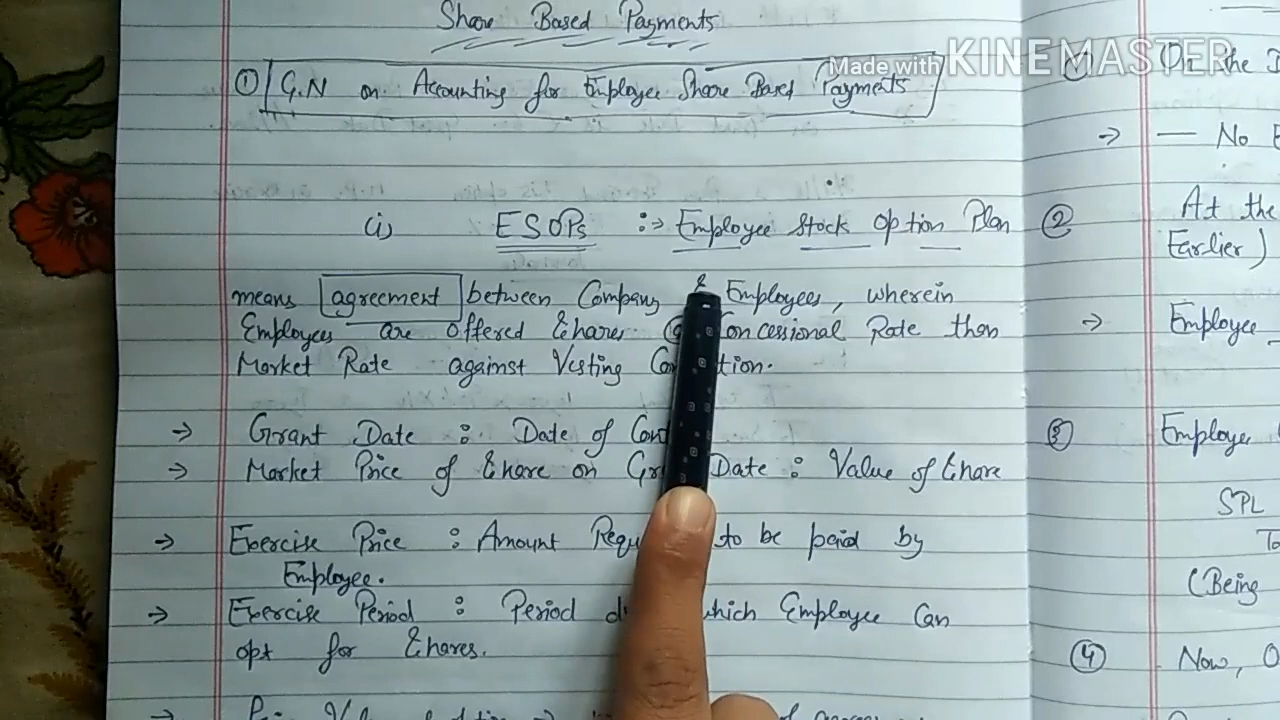 Share Based Payments
Made with KINEMASTER
① G.N on Accounting for Employee Share Based Payments
(i) ESOPs :→ Employee Stock Option Plan
means agreement between Company & Employees, wherein
Employees are offered Shares Concessional Rate than
Market Rate against Vesting
→ Grant Date : Date of
→ Market Price of Share on Date : Value of Share
→ Exercise Price : Amount to be paid by
Employee.
→ Exercise Period : Period which Employee Can
opt for Shares.
① On the
→ — No
② At the
Earlier)
→ Employee
③ Employe
SPL
To
(Being
④ Now,